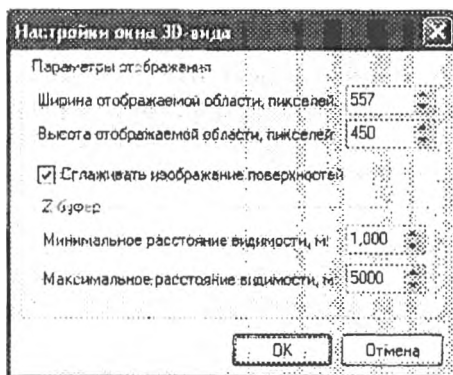 Настройки окна 3D-вида
Параметры отображения
Ширина отображаемой области, пикселей: 557
Высота отображаемой области, пикселей: 450
Сглаживать изображение поверхностей
Z буфер
Минимальное расстояние видимости, м: 1,000
Максимальное расстояние видимости, м: 5000
OK
Отмена